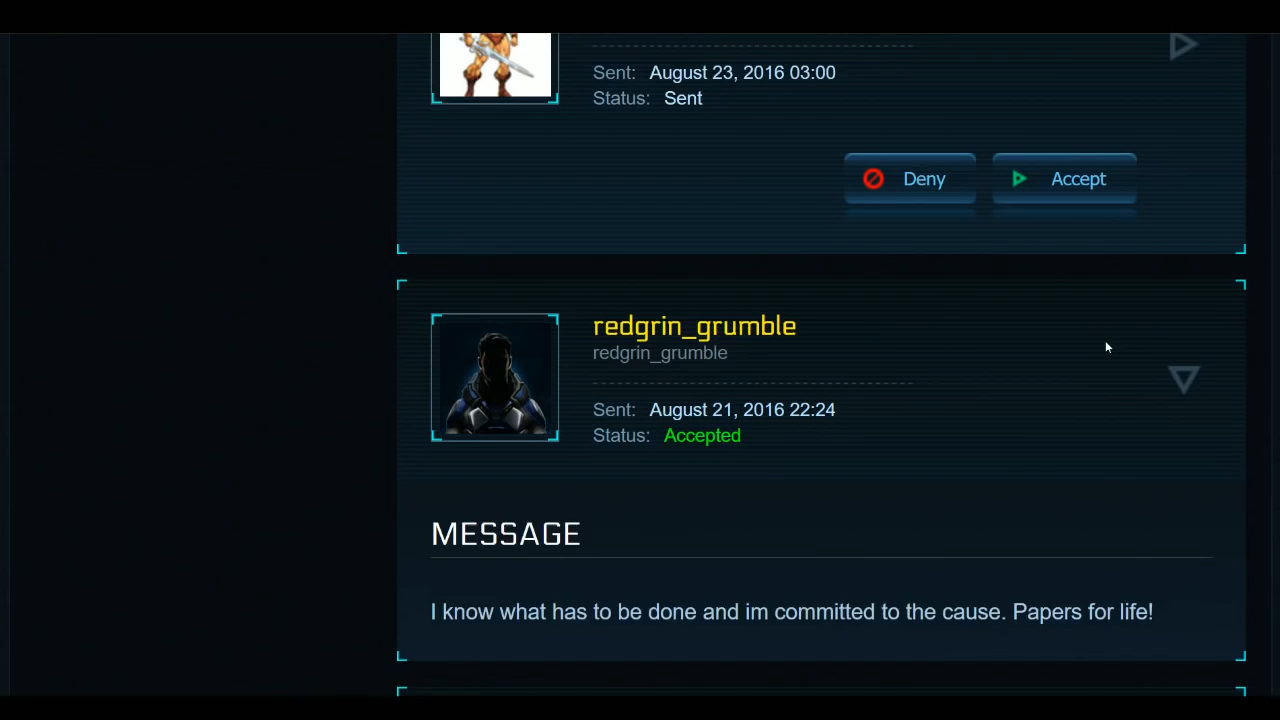 Sent: August 23, 2016 03:00
Status: Sent
Deny Accept
redgrin_grumble
redgrin_grumble
Sent: August 21, 2016 22:24
Status: Accepted
MESSAGE
I know what has to be done and im committed to the cause. Papers for life!